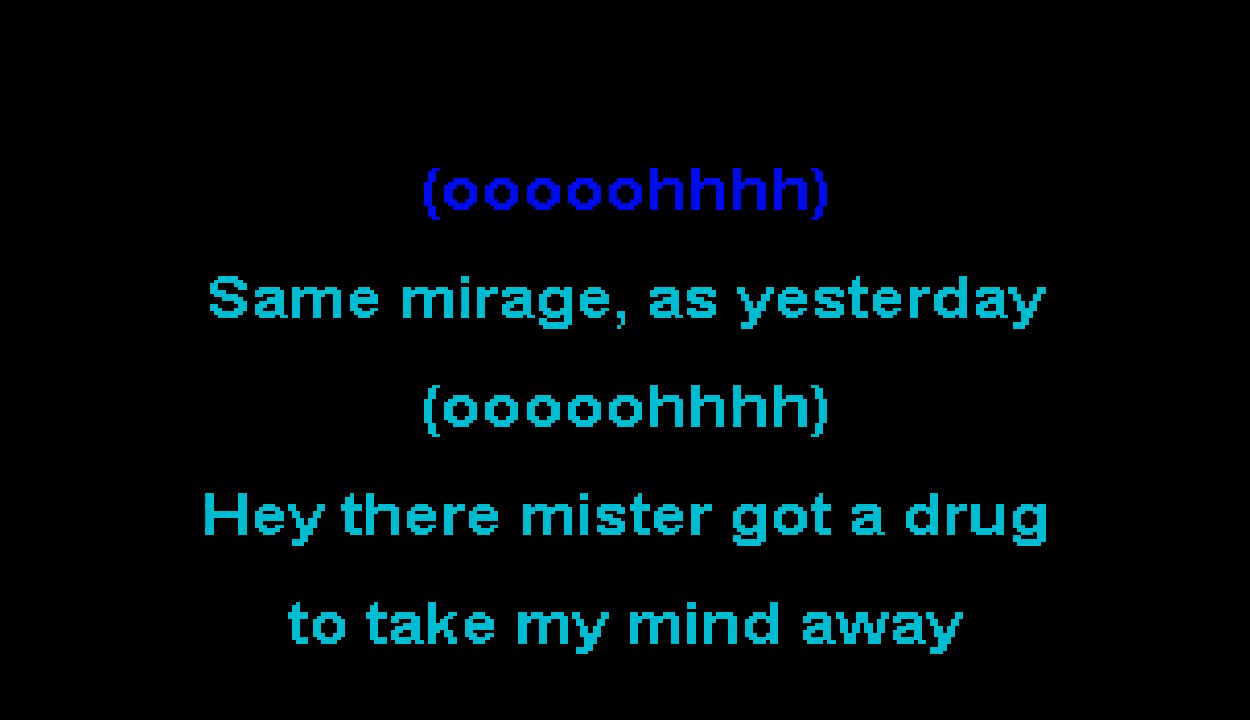 (ooooohhhh)
Same mirage, as yesterday
(ooooohhhh)
Hey there mister got a drug
to take my mind away